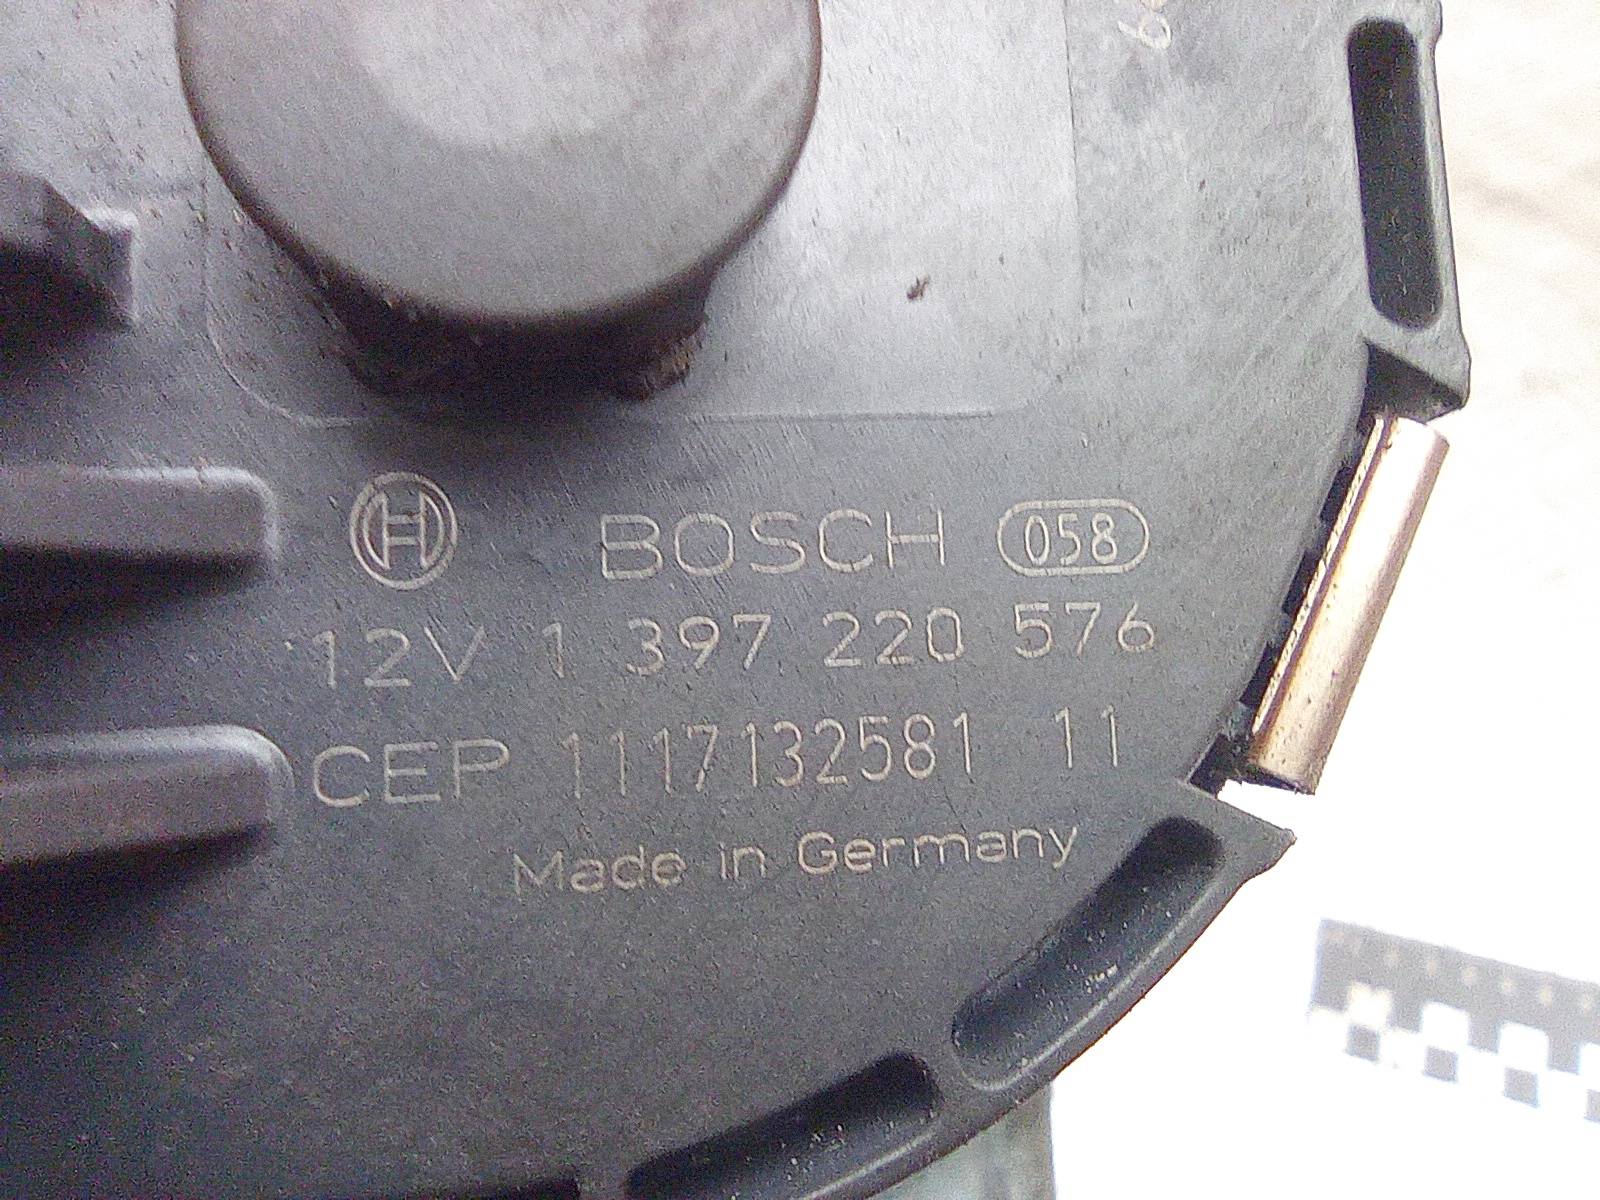 BOSCH 058
12V 1 397 220 576
CEP 1117132581 11
Made in Germany